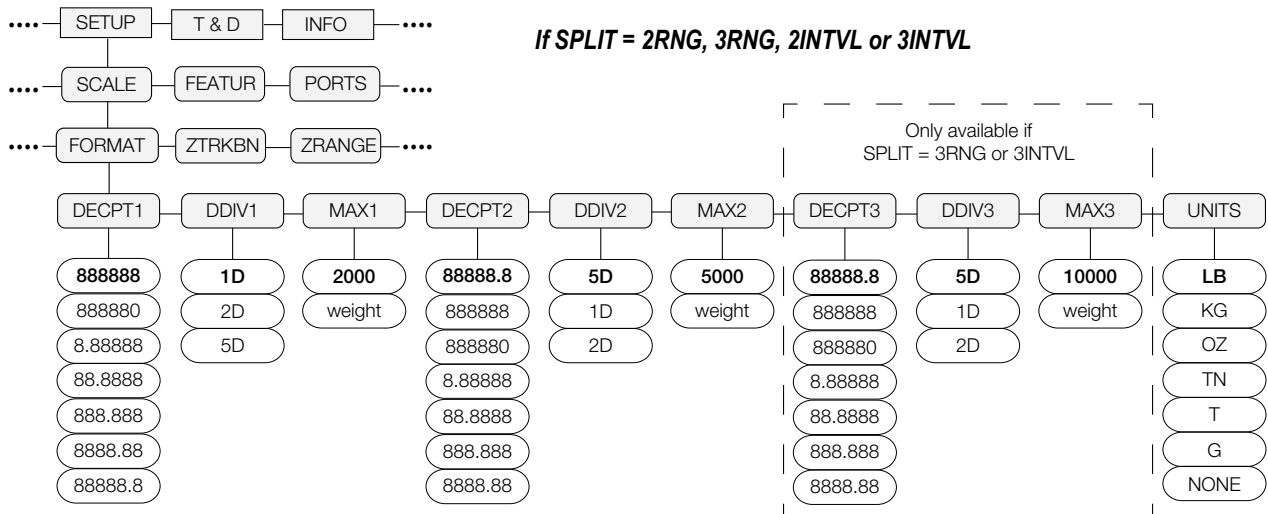 •••• SETUP T & D INFO ••••
If SPLIT = 2RNG, 3RNG, 2INTVL or 3INTVL
•••• SCALE FEATUR PORTS ••••
•••• FORMAT ZTRKBN ZRANGE ••••
Only available if
SPLIT = 3RNG or 3INTVL
DECPT1 DDIV1 MAX1 DECPT2 DDIV2 MAX2 DECPT3 DDIV3 MAX3 UNITS
888888 1D 2000 88888.8 5D 5000 88888.8 5D 10000 LB
888880 2D weight 888888 1D weight 888888 1D weight KG
8.88888 5D 888880 2D 888880 2D OZ
88.8888 8.88888 8.88888 TN
888.888 88.8888 88.8888 T
8888.88 888.888 888.888 G
88888.8 8888.88 8888.88 NONE